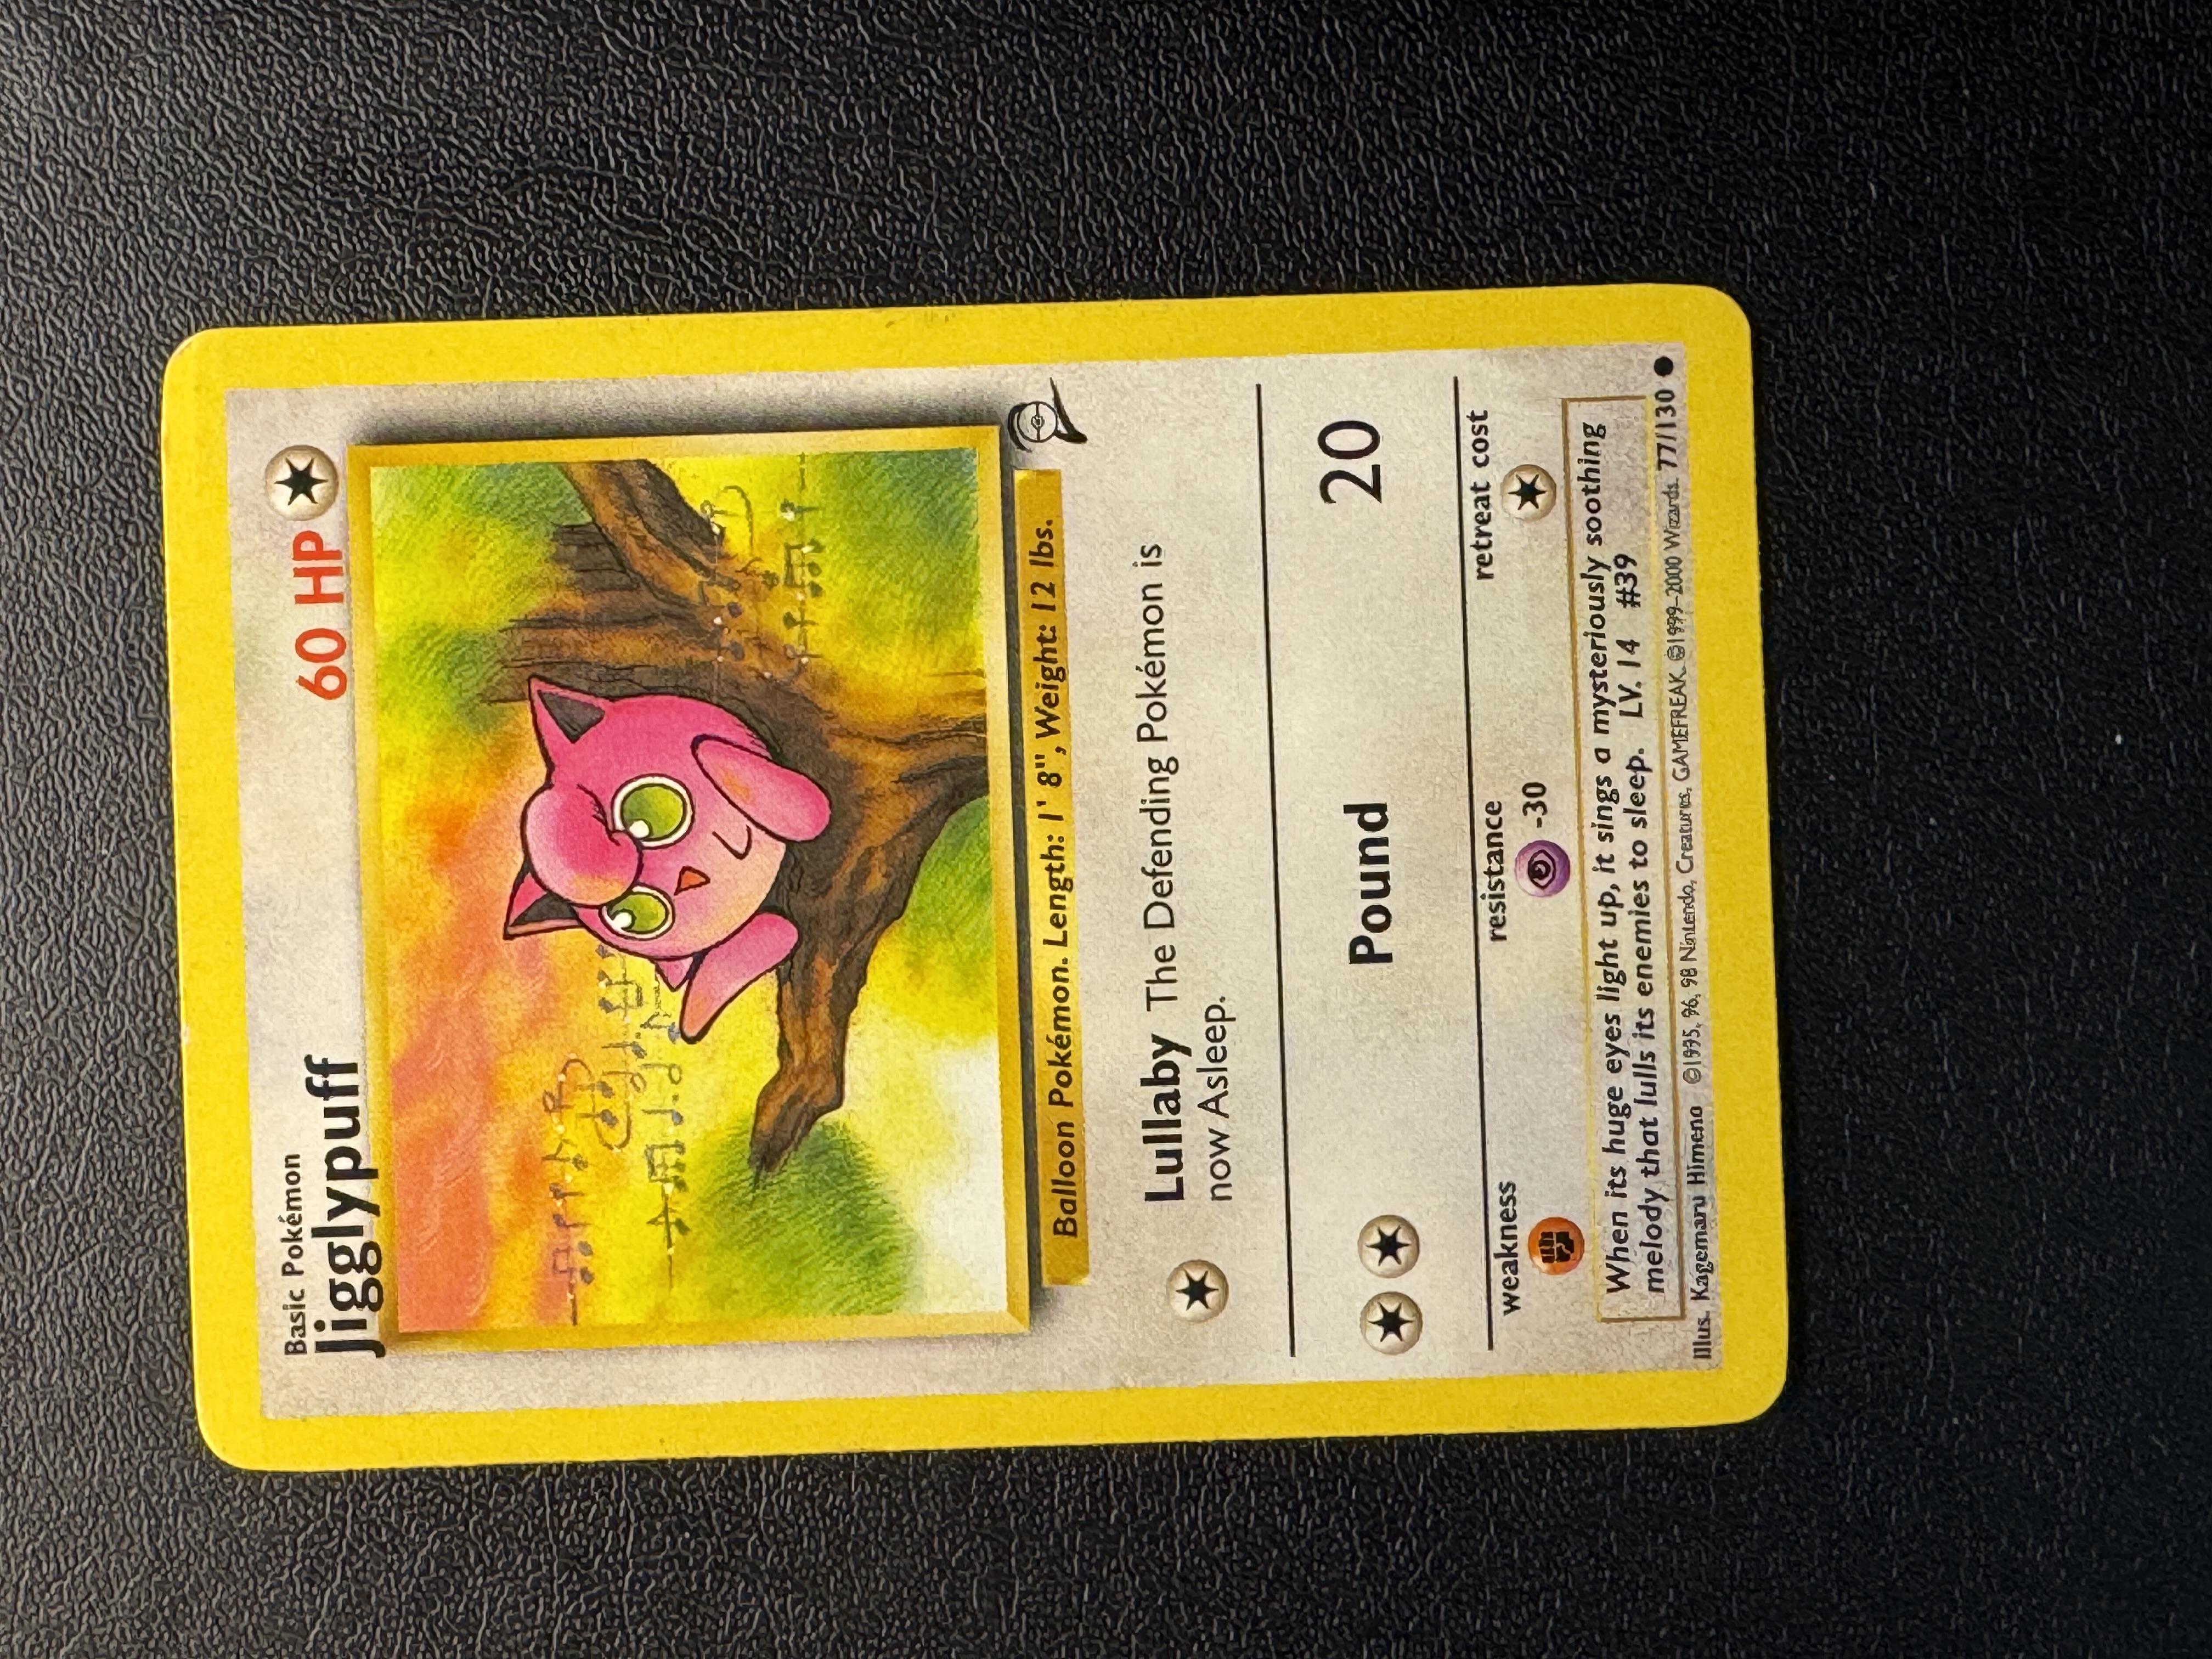 Basic Pokémon
Jigglypuff 60 HP
Balloon Pokémon. Length: 1' 8", Weight: 12 lbs.
Lullaby The Defending Pokémon is
now Asleep.
Pound 20
weakness resistance retreat cost
-30
When its huge eyes light up, it sings a mysteriously soothing
melody that lulls its enemies to sleep. LV. 14 #39
Illus. Kagemaru Himeno ©1995, 96, 98 Nintendo, Creatures, GAMEFREAK. ©1999-2000 Wizards. 77/130